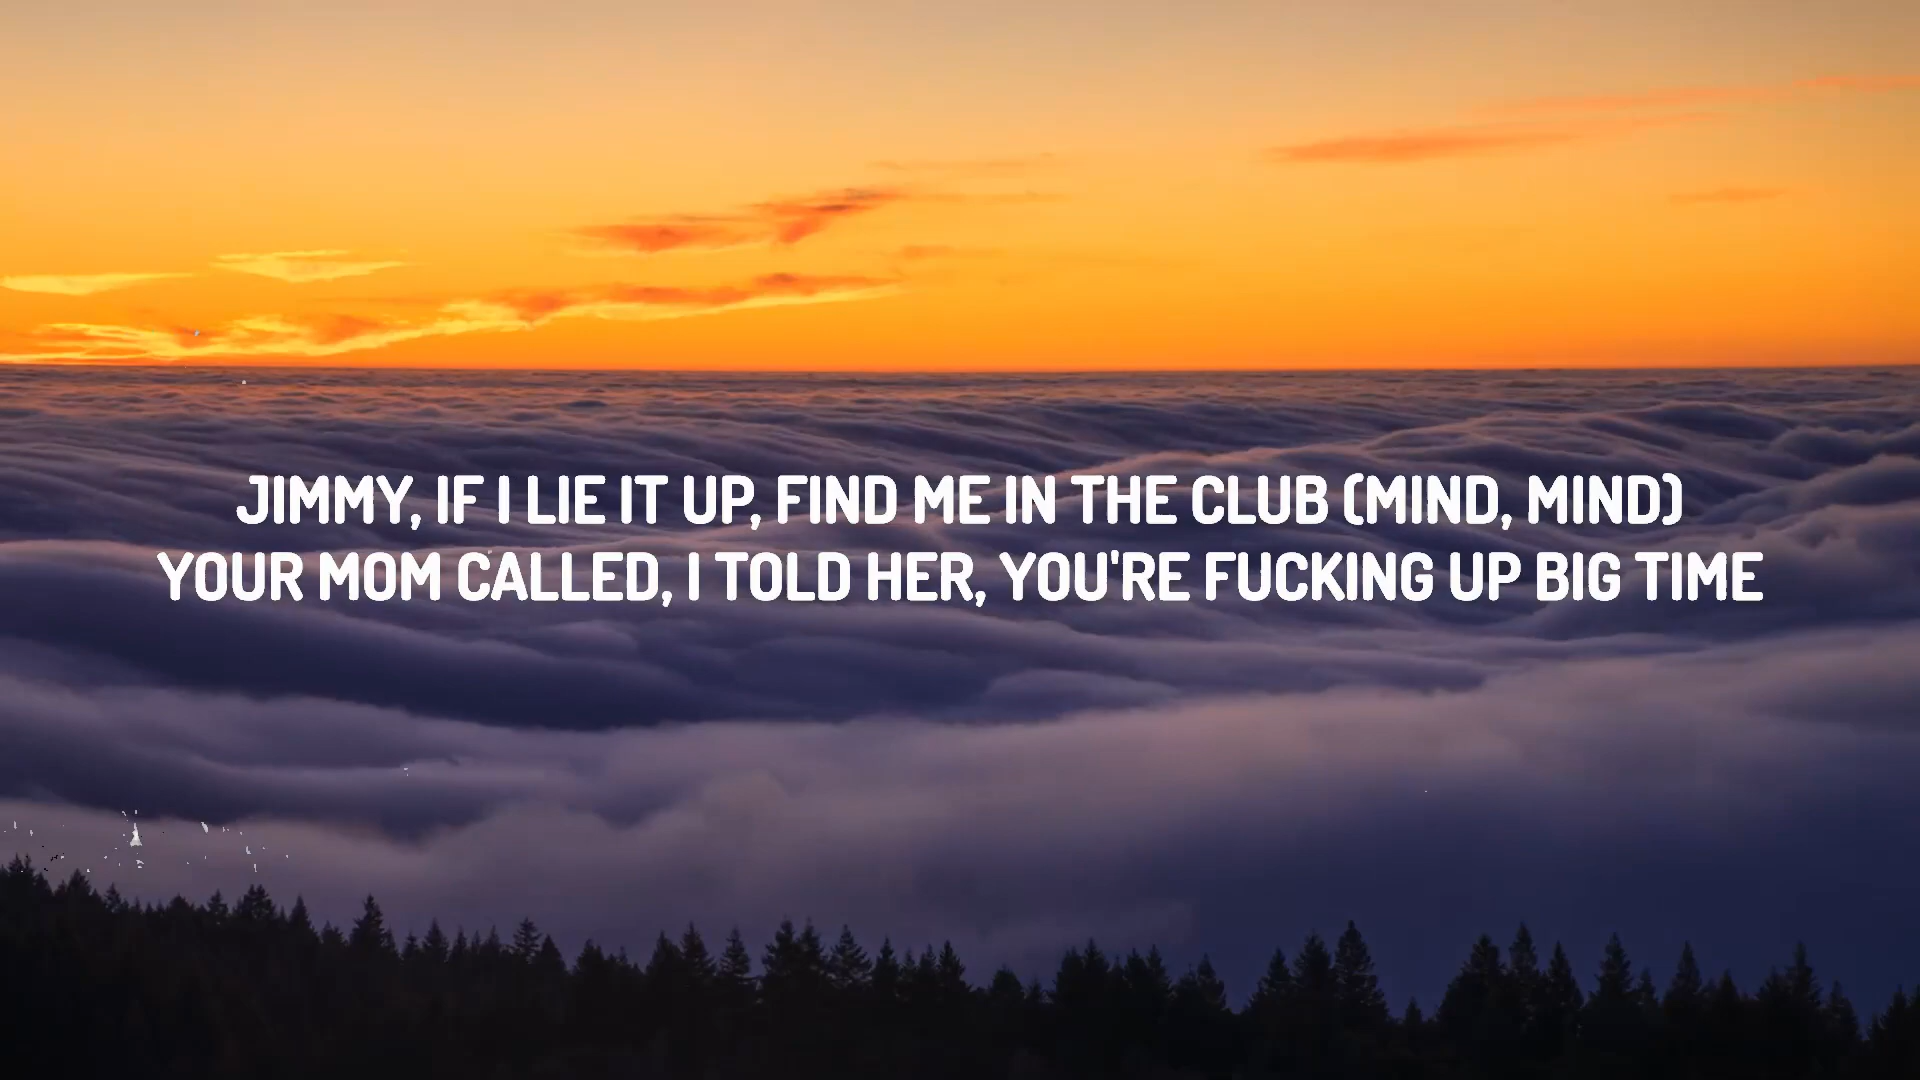 JIMMY, IF I LIE IT UP, FIND ME IN THE CLUB (MIND, MIND)
YOUR MOM CALLED, I TOLD HER, YOU'RE FUCKING UP BIG TIME